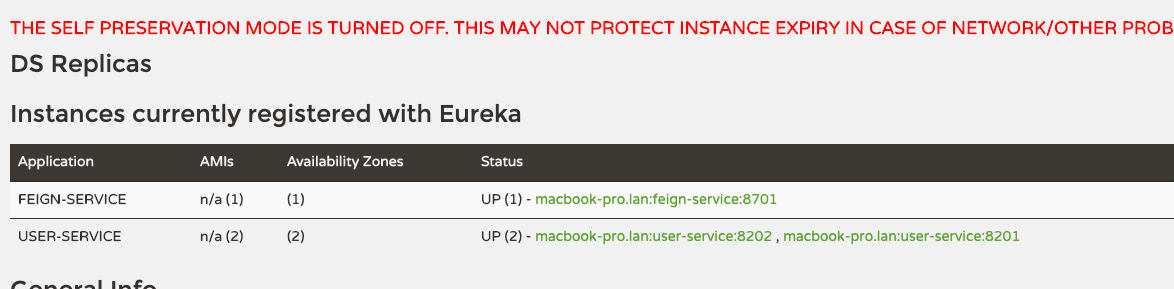 THE SELF PRESERVATION MODE IS TURNED OFF. THIS MAY NOT PROTECT INSTANCE EXPIRY IN CASE OF NETWORK/OTHER PROB
DS Replicas
Instances currently registered with Eureka
Application AMIs Availability Zones Status
FEIGN-SERVICE n/a (1) (1) UP (1) - macbook-pro.lan:feign-service:8701
USER-SERVICE n/a (2) (2) UP (2) - macbook-pro.lan:user-service:8202 , macbook-pro.lan:user-service:8201
General Info